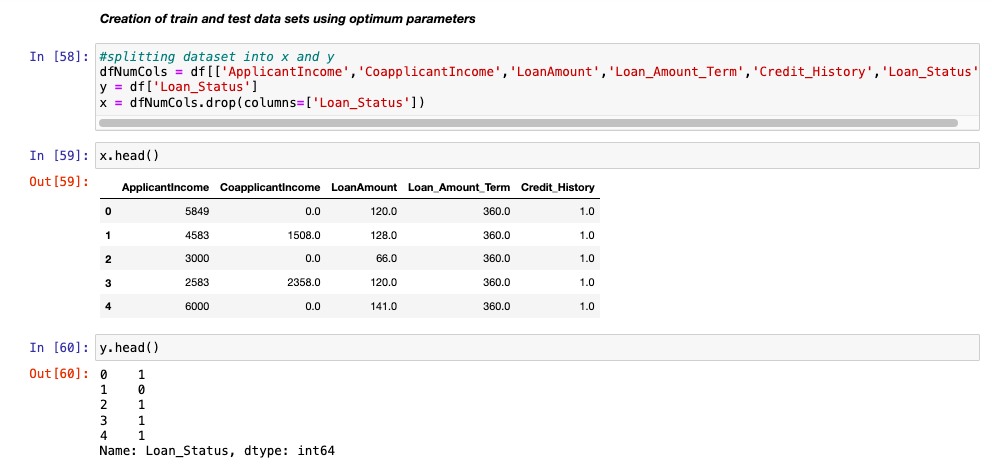 Creation of train and test data sets using optimum parameters
In [58]: #splitting dataset into x and y
dfNumCols = df[['ApplicantIncome','CoapplicantIncome','LoanAmount','Loan_Amount_Term','Credit_History','Loan_Status'
y = df['Loan_Status']
x = dfNumCols.drop(columns=['Loan_Status'])
In [59]: x.head()
Out[59]:
ApplicantIncome CoapplicantIncome LoanAmount Loan_Amount_Term Credit_History
0 5849 0.0 120.0 360.0 1.0
1 4583 1508.0 128.0 360.0 1.0
2 3000 0.0 66.0 360.0 1.0
3 2583 2358.0 120.0 360.0 1.0
4 6000 0.0 141.0 360.0 1.0
In [60]: y.head()
Out[60]: 0 1
1 0
2 1
3 1
4 1
Name: Loan_Status, dtype: int64